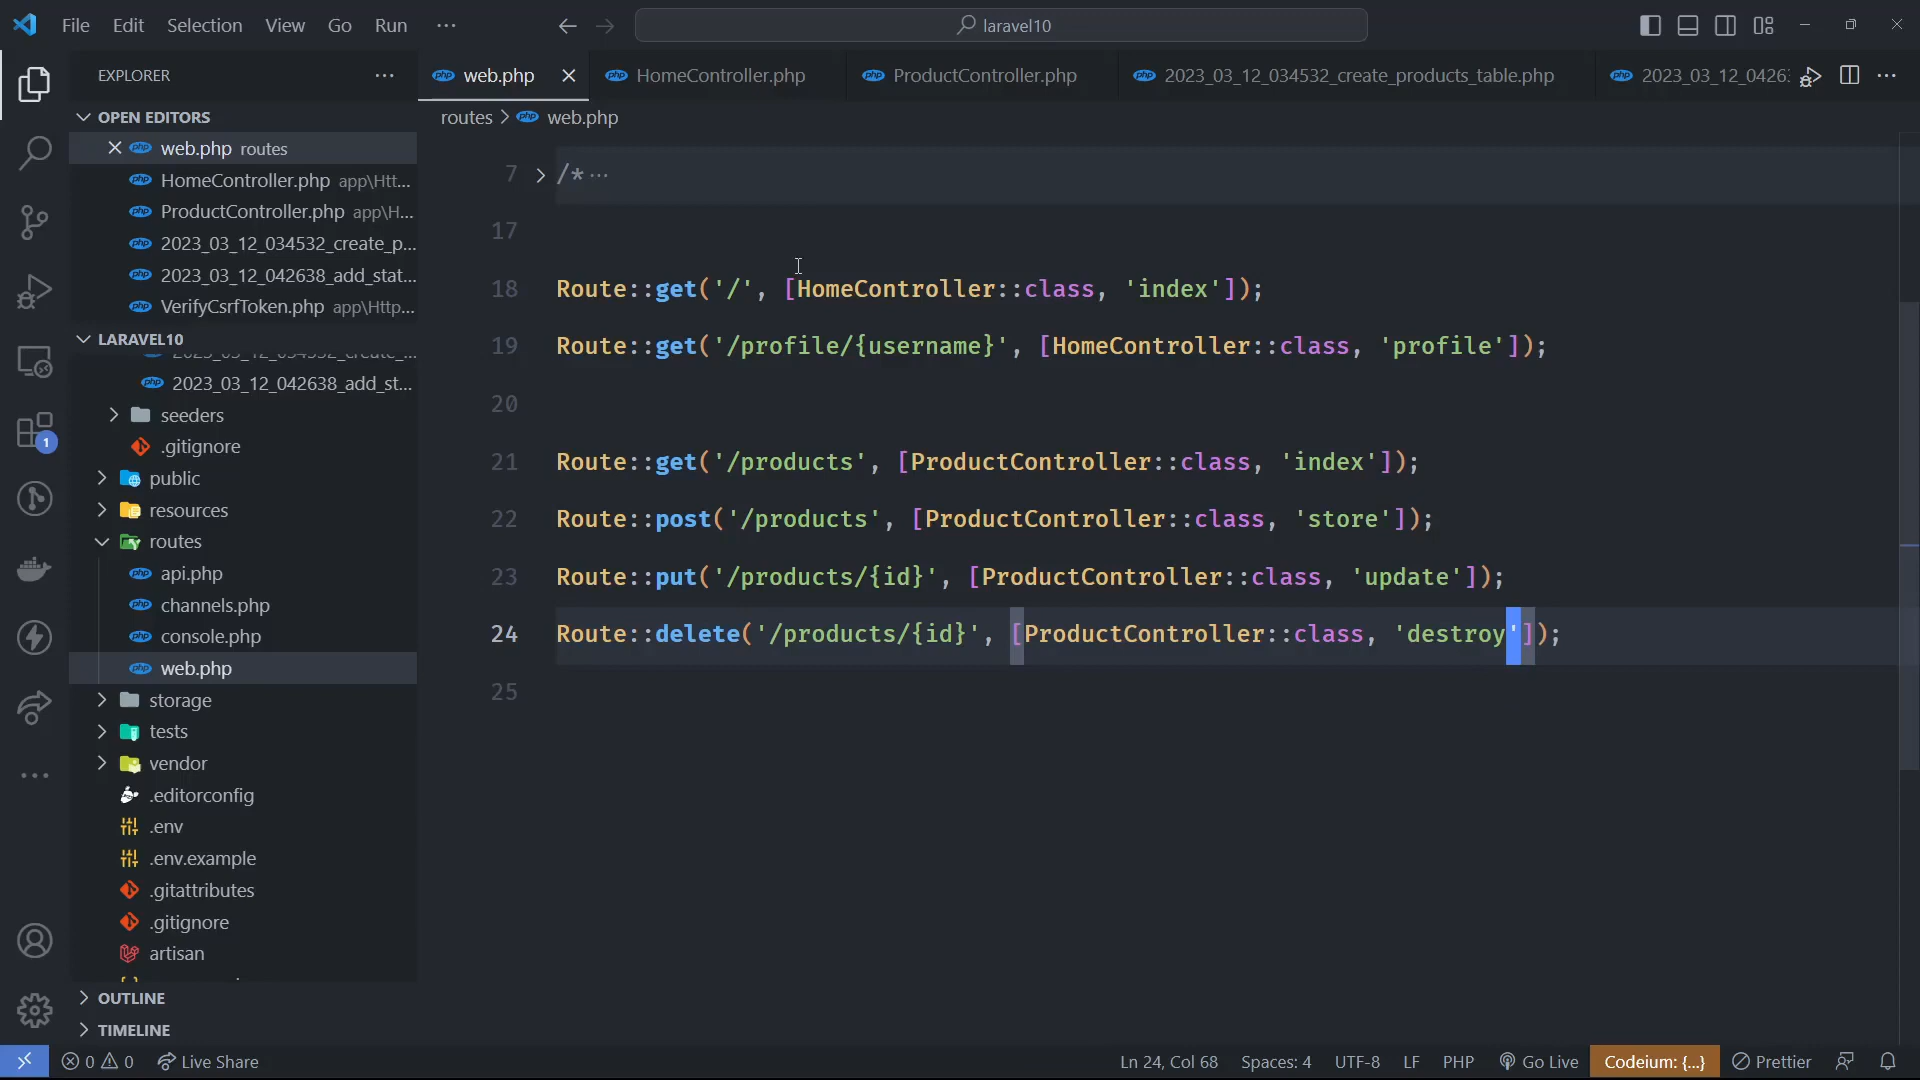 File Edit Selection View Go Run ··· laravel10
EXPLORER ···
web.php HomeController.php ProductController.php 2023_03_12_034532_create_products_table.php 2023_03_12_0426 ···
OPEN EDITORS
web.php routes
HomeController.php app\Htt...
ProductController.php app\H...
2023_03_12_034532_create_p...
2023_03_12_042638_add_stat...
VerifyCsrfToken.php app\Http...
LARAVEL10
2023_03_12_034532_create_...
2023_03_12_042638_add_st...
seeders
.gitignore
public
resources
routes
api.php
channels.php
console.php
web.php
storage
tests
vendor
.editorconfig
.env
.env.example
.gitattributes
.gitignore
artisan
OUTLINE
TIMELINE
routes > web.php
7 > /* ···
17
18 Route::get('/', [HomeController::class, 'index']);
19 Route::get('/profile/{username}', [HomeController::class, 'profile']);
20
21 Route::get('/products', [ProductController::class, 'index']);
22 Route::post('/products', [ProductController::class, 'store']);
23 Route::put('/products/{id}', [ProductController::class, 'update']);
24 Route::delete('/products/{id}', [ProductController::class, 'destroy']);
25
1
0 0 Live Share Ln 24, Col 68 Spaces: 4 UTF-8 LF PHP Go Live Codeium: {...} Prettier